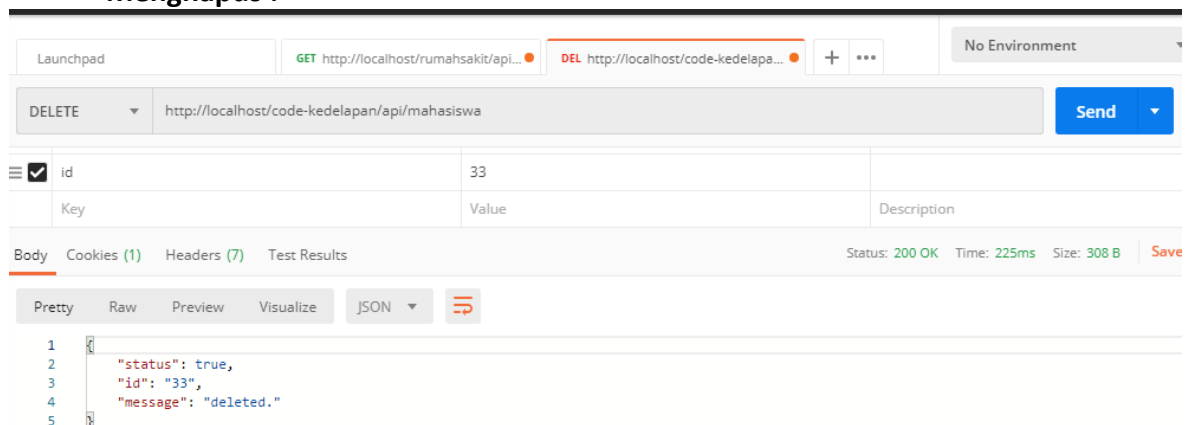 menghapus :
Launchpad GET http://localhost/rumahsakit/api... DEL http://localhost/code-kedelapa... + ••• No Environment
DELETE http://localhost/code-kedelapan/api/mahasiswa Send
id 33
Key Value Description
Body Cookies (1) Headers (7) Test Results Status: 200 OK Time: 225ms Size: 308 B Save
Pretty Raw Preview Visualize JSON
1 {
2 "status": true,
3 "id": "33",
4 "message": "deleted."
5 }